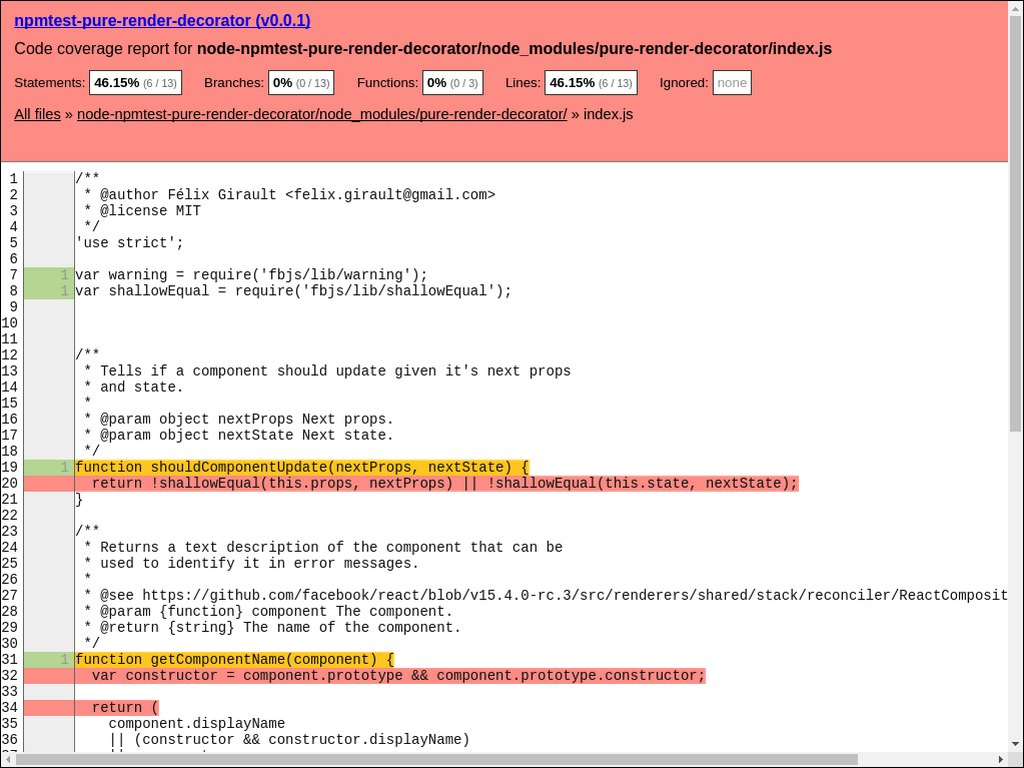 npmtest-pure-render-decorator (v0.0.1)
Code coverage report for node-npmtest-pure-render-decorator/node_modules/pure-render-decorator/index.js
Statements: 46.15% (6 / 13) Branches: 0% (0 / 13) Functions: 0% (0 / 3) Lines: 46.15% (6 / 13) Ignored: none
All files » node-npmtest-pure-render-decorator/node_modules/pure-render-decorator/ » index.js
1 /**
2 * @author Félix Girault <felix.girault@gmail.com>
3 * @license MIT
4 */
5 'use strict';
6
7 1 var warning = require('fbjs/lib/warning');
8 1 var shallowEqual = require('fbjs/lib/shallowEqual');
9
10
11
12 /**
13 * Tells if a component should update given it's next props
14 * and state.
15 *
16 * @param object nextProps Next props.
17 * @param object nextState Next state.
18 */
19 1 function shouldComponentUpdate(nextProps, nextState) {
20 return !shallowEqual(this.props, nextProps) || !shallowEqual(this.state, nextState);
21 }
22
23 /**
24 * Returns a text description of the component that can be
25 * used to identify it in error messages.
26 *
27 * @see https://github.com/facebook/react/blob/v15.4.0-rc.3/src/renderers/shared/stack/reconciler/ReactComposit
28 * @param {function} component The component.
29 * @return {string} The name of the component.
30 */
31 1 function getComponentName(component) {
32 var constructor = component.prototype && component.prototype.constructor;
33
34 return (
35 component.displayName
36 || (constructor && constructor.displayName)